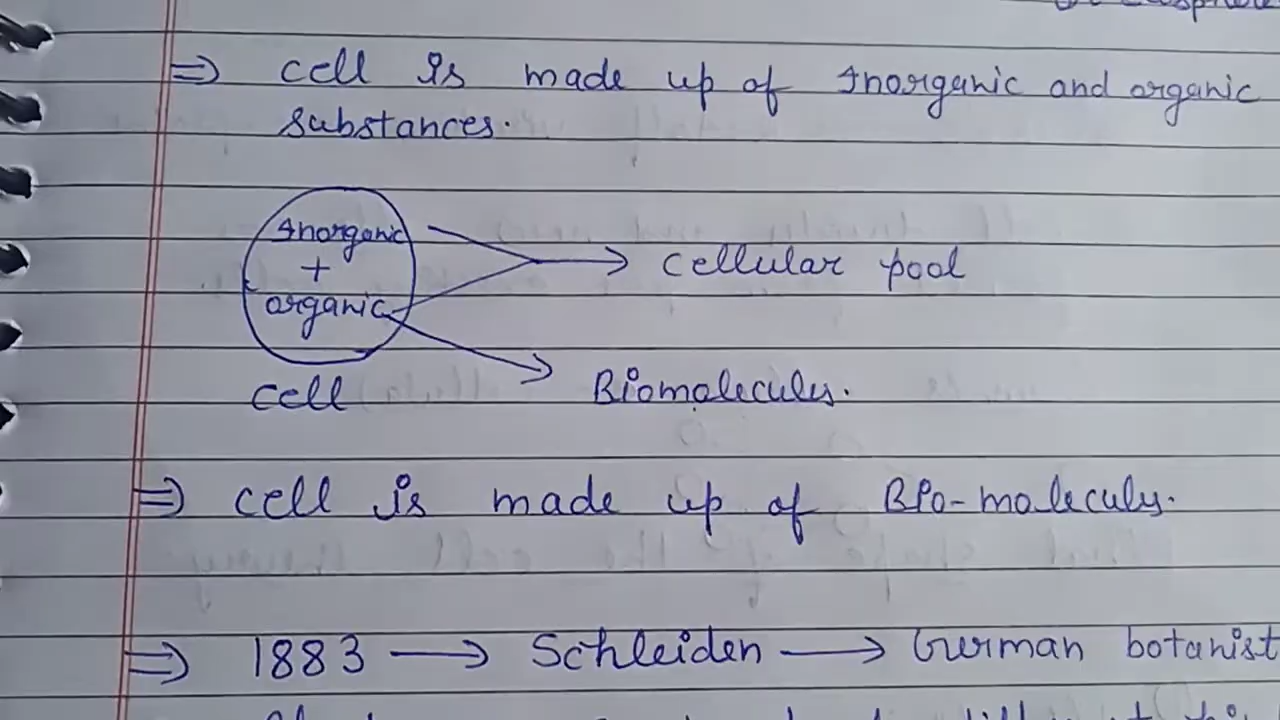 ⇒ cell is made up of Inorganic and organic
substances.
Inorganic
+
organic
→ cellular pool
→ Biomolecules.
cell
⇒ cell is made up of Bio-moleculs.
⇒ 1883 → Schleiden → German botanist